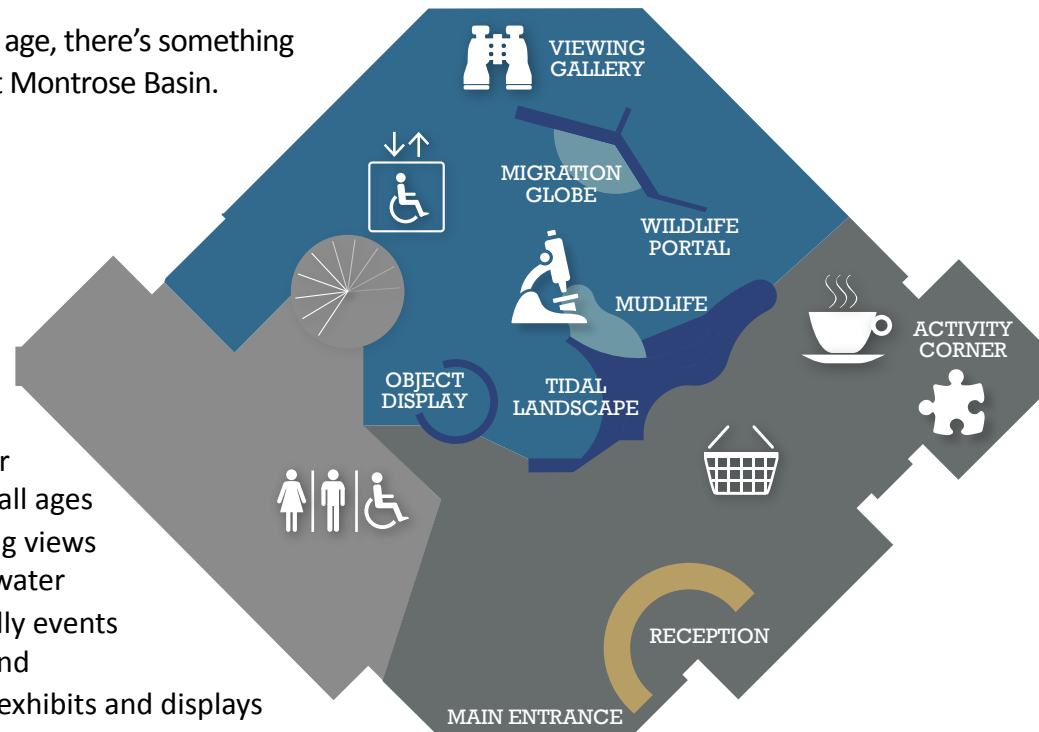 age, there’s something
t Montrose Basin.
VIEWING
GALLERY
MIGRATION
GLOBE
WILDLIFE
PORTAL
MUDLIFE
ACTIVITY
CORNER
OBJECT
DISPLAY
TIDAL
LANDSCAPE
r
all ages
g views
water
lly events
nd
exhibits and displays
RECEPTION
MAIN ENTRANCE